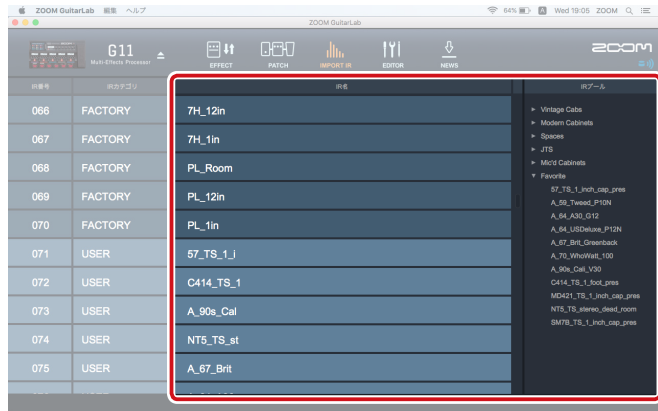 ZOOM GuitarLab 編集 ヘルプ 64% A Wed 19:05 ZOOM
ZOOM GuitarLab
G11
Multi-Effects Processor
EFFECT PATCH IMPORT IR EDITOR NEWS
ZOOM
IR番号 IRカテゴリ IR名 IRプール
066 FACTORY 7H_12in
067 FACTORY 7H_1in
068 FACTORY PL_Room
069 FACTORY PL_12in
070 FACTORY PL_1in
071 USER 57_TS_1_i
072 USER C414_TS_1
073 USER A_90s_Cal
074 USER NT5_TS_st
075 USER A_67_Brit
Vintage Cabs
Modern Cabinets
Spaces
JTS
Mic'd Cabinets
Favorite
57_TS_1_inch_cap_pres
A_59_Tweed_P10N
A_64_A30_G12
A_64_USDeluxe_P12N
A_67_Brit_Greenback
A_70_WhoWatt_100
A_90s_Cal_V30
C414_TS_1_foot_pres
MD421_TS_1_inch_cap_pres
NT5_TS_stereo_dead_room
SM7B_TS_1_inch_cap_pres